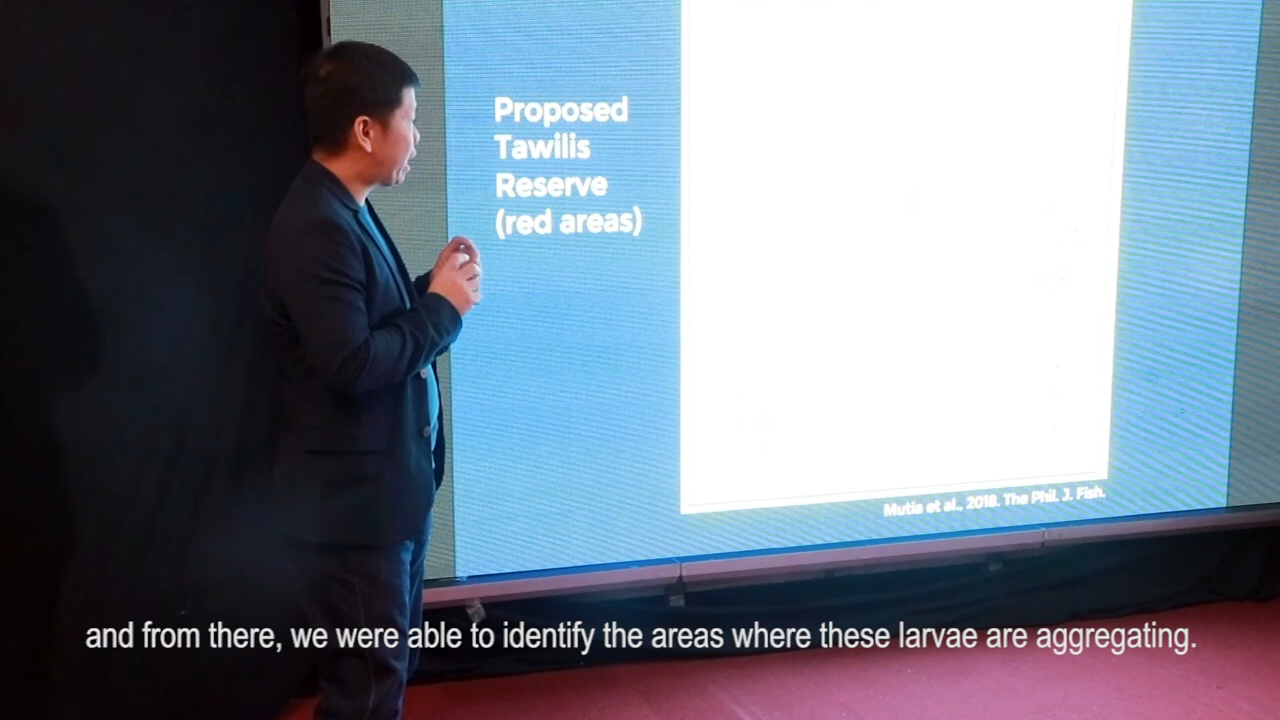 Proposed
Tawilis
Reserve
(red areas)
Mutia et al., 2018. The Phil. J. Fish.
and from there, we were able to identify the areas where these larvae are aggregating.